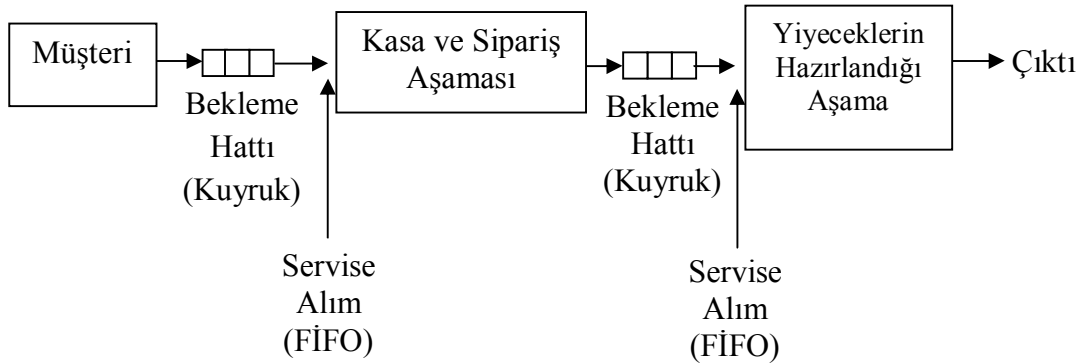 Müşteri
Bekleme
Hattı
(Kuyruk)
Servise
Alım
(FİFO)
Kasa ve Sipariş
Aşaması
Bekleme
Hattı
(Kuyruk)
Servise
Alım
(FİFO)
Yiyeceklerin
Hazırlandığı
Aşama
Çıktı